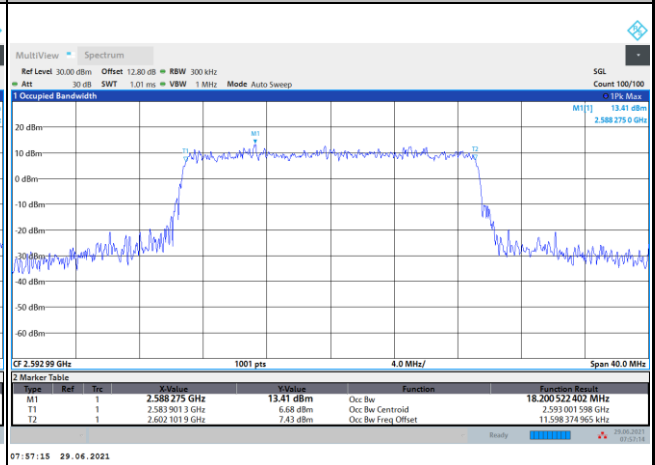 MultiView Spectrum
Ref Level 30.00 dBm Offset 12.80 dB RBW 300 kHz SGL
Att 30 dB SWT 1.01 ms VBW 1 MHz Mode Auto Sweep Count 100/100
1 Occupied Bandwidth 1Pk Max
M1[1] 13.41 dBm
2.588 275 0 GHz
20 dBm
M1
T1 T2
10 dBm
0 dBm
-10 dBm
-20 dBm
-30 dBm
-40 dBm
-50 dBm
-60 dBm
CF 2.592 99 GHz 1001 pts 4.0 MHz/ Span 40.0 MHz
2 Marker Table
Type Ref Trc X-Value Y-Value Function Function Result
M1 1 2.588 275 GHz 13.41 dBm Occ Bw 18.200 522 402 MHz
T1 1 2.583 901 3 GHz 6.68 dBm Occ Bw Centroid 2.593 001 598 GHz
T2 1 2.602 101 9 GHz 7.43 dBm Occ Bw Freq Offset 11.598 374 965 kHz
Ready 29.06.2021
07:57:14
07:57:15 29.06.2021